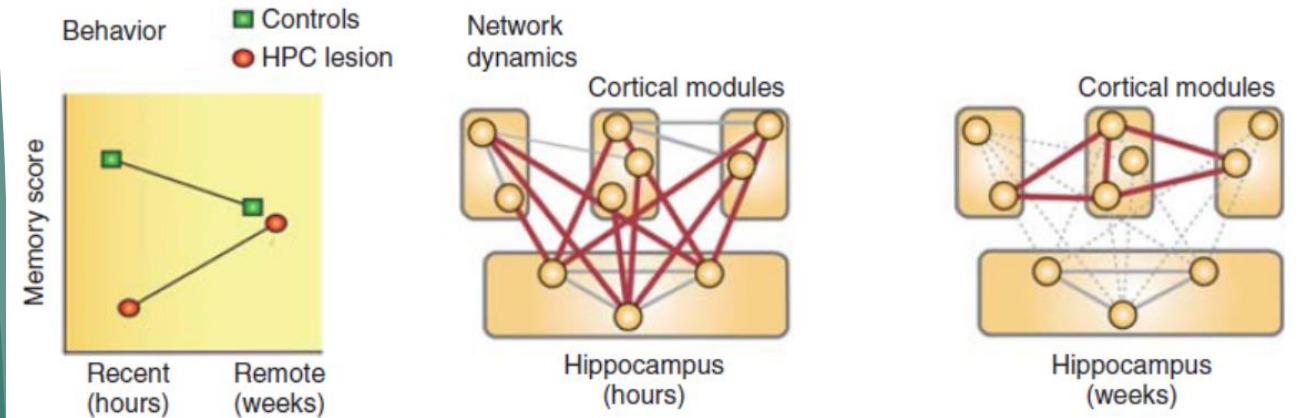 Behavior
Controls
HPC lesion
Memory score
Recent
(hours)
Remote
(weeks)
Network
dynamics
Cortical modules
Hippocampus
(hours)
Cortical modules
Hippocampus
(weeks)